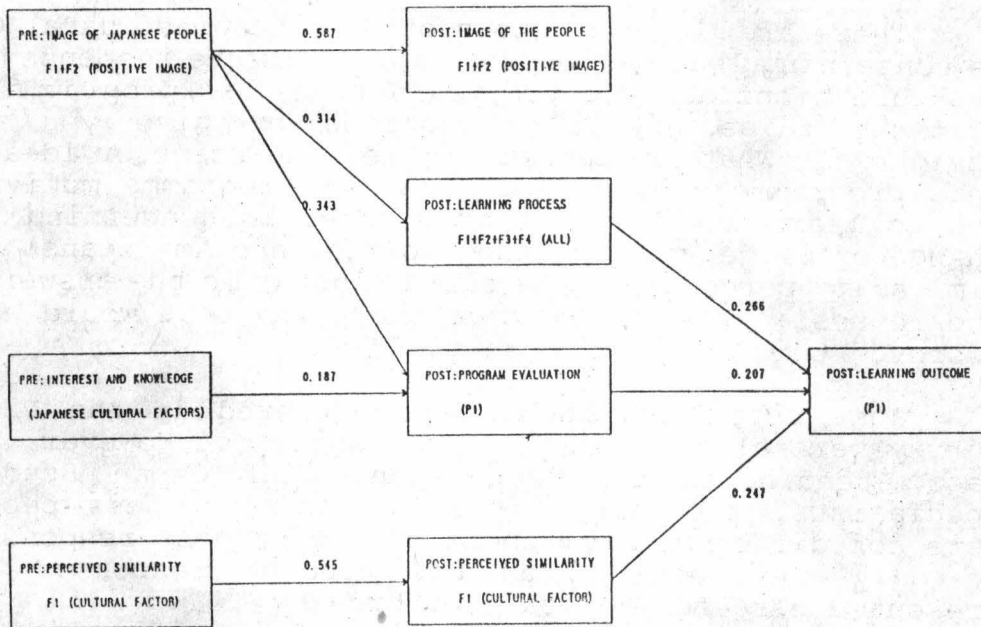 PRE:IMAGE OF JAPANESE PEOPLE
F1+F2 (POSITIVE IMAGE)
0.587
POST:IMAGE OF THE PEOPLE
F1+F2 (POSITIVE IMAGE)
0.314
0.343
POST:LEARNING PROCESS
F1+F2+F3+F4 (ALL)
0.266
PRE:INTEREST AND KNOWLEDGE
(JAPANESE CULTURAL FACTORS)
0.187
POST:PROGRAM EVALUATION
(P1)
0.207
POST:LEARNING OUTCOME
(P1)
0.247
PRE:PERCEIVED SIMILARITY
F1 (CULTURAL FACTOR)
0.545
POST:PERCEIVED SIMILARITY
F1 (CULTURAL FACTOR)